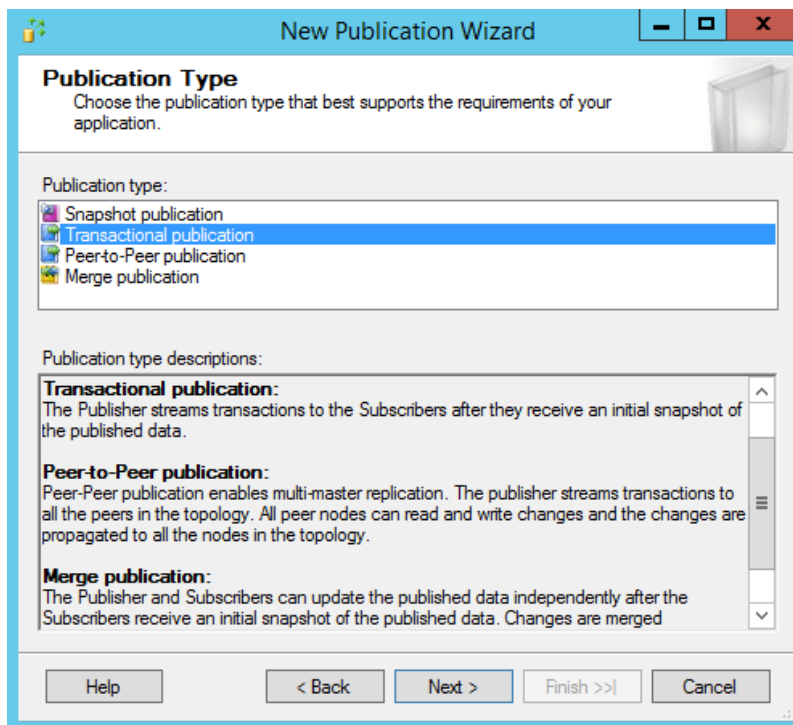 New Publication Wizard
Publication Type
Choose the publication type that best supports the requirements of your
application.
Publication type:
Snapshot publication
Transactional publication
Peer-to-Peer publication
Merge publication
Publication type descriptions:
Transactional publication:
The Publisher streams transactions to the Subscribers after they receive an initial snapshot of
the published data.
Peer-to-Peer publication:
Peer-Peer publication enables multi-master replication. The publisher streams transactions to
all the peers in the topology. All peer nodes can read and write changes and the changes are
propagated to all the nodes in the topology.
Merge publication:
The Publisher and Subscribers can update the published data independently after the
Subscribers receive an initial snapshot of the published data. Changes are merged
Help
< Back
Next >
Finish >>|
Cancel